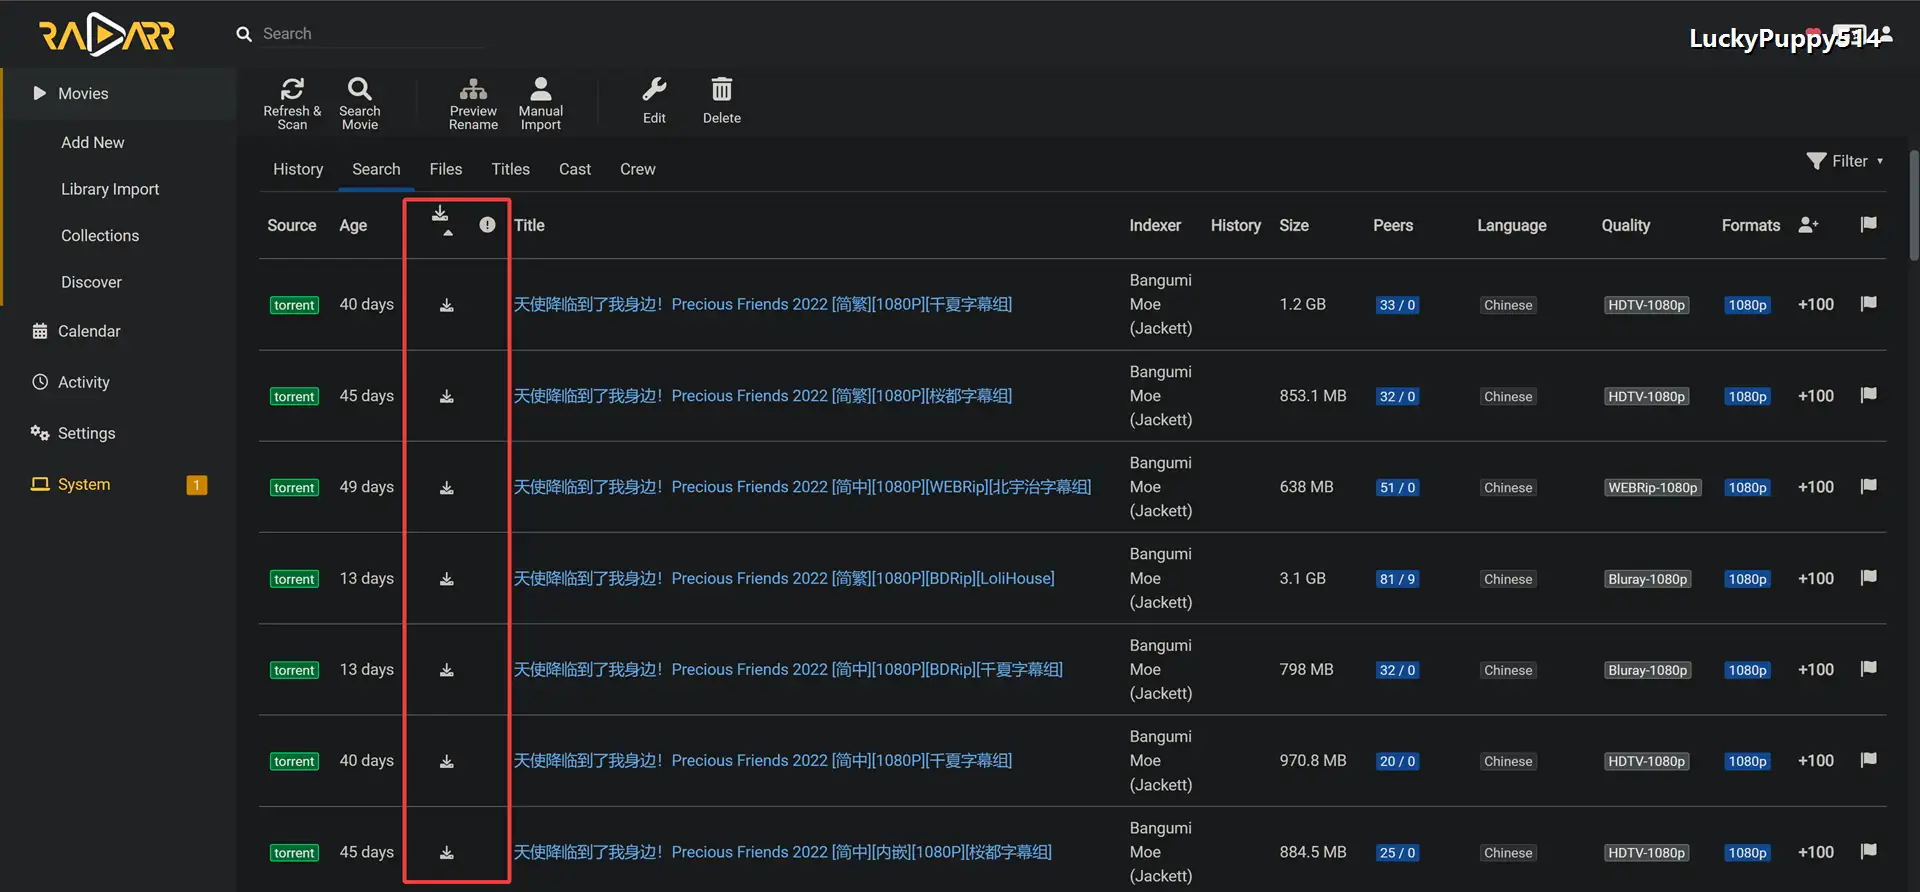 RADARR
Search
LuckyPuppy514
Movies
Add New
Library Import
Collections
Discover
Calendar
Activity
Settings
System 1
Refresh & Scan
Search Movie
Preview Rename
Manual Import
Edit
Delete
History Search Files Titles Cast Crew
Filter
Source Age Title Indexer History Size Peers Language Quality Formats
torrent 40 days 天使降临到了我身边！Precious Friends 2022 [简繁][1080P][千夏字幕组] Bangumi Moe (Jackett) 1.2 GB 33 / 0 Chinese HDTV-1080p 1080p +100
torrent 45 days 天使降临到了我身边！Precious Friends 2022 [简繁][1080P][桜都字幕组] Bangumi Moe (Jackett) 853.1 MB 32 / 0 Chinese HDTV-1080p 1080p +100
torrent 49 days 天使降临到了我身边！Precious Friends 2022 [简中][1080P][WEBRip][北宇治字幕组] Bangumi Moe (Jackett) 638 MB 51 / 0 Chinese WEBRip-1080p 1080p +100
torrent 13 days 天使降临到了我身边！Precious Friends 2022 [简繁][1080P][BDRip][LoliHouse] Bangumi Moe (Jackett) 3.1 GB 81 / 9 Chinese Bluray-1080p 1080p +100
torrent 13 days 天使降临到了我身边！Precious Friends 2022 [简中][1080P][BDRip][千夏字幕组] Bangumi Moe (Jackett) 798 MB 32 / 0 Chinese Bluray-1080p 1080p +100
torrent 40 days 天使降临到了我身边！Precious Friends 2022 [简中][1080P][千夏字幕组] Bangumi Moe (Jackett) 970.8 MB 20 / 0 Chinese HDTV-1080p 1080p +100
torrent 45 days 天使降临到了我身边！Precious Friends 2022 [简中][内嵌][1080P][桜都字幕组] Bangumi Moe (Jackett) 884.5 MB 25 / 0 Chinese HDTV-1080p 1080p +100